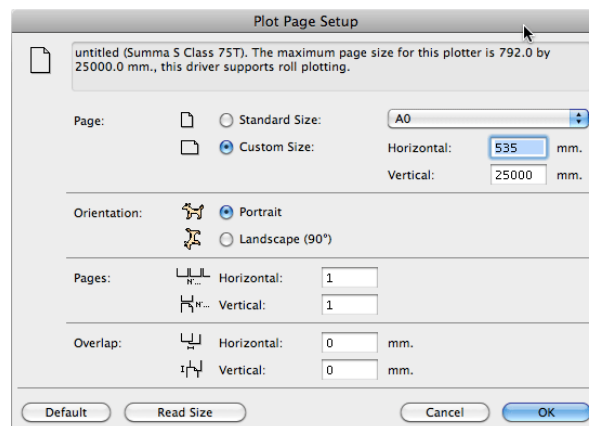 Plot Page Setup
untitled (Summa S Class 75T). The maximum page size for this plotter is 792.0 by
25000.0 mm., this driver supports roll plotting.
Page: Standard Size: A0
Custom Size: Horizontal: 535 mm.
Vertical: 25000 mm.
Orientation: Portrait
Landscape (90°)
Pages: N'... Horizontal: 1
N'... Vertical: 1
Overlap: Horizontal: 0 mm.
Vertical: 0 mm.
Default Read Size Cancel OK